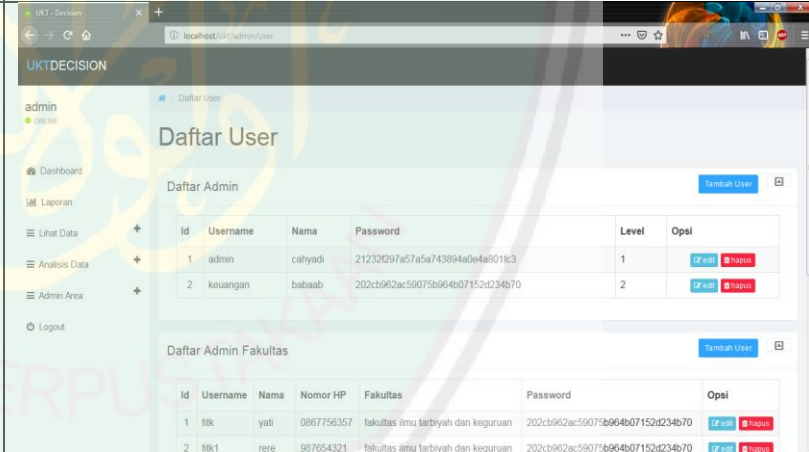 UKT - Decision
localhost/ukt/admin/user
UKTDECISION
admin
ONLINE
Daftar User
Daftar User
Dashboard
Laporan
Lihat Data
Analisis Data
Admin Area
Logout
Daftar Admin
Tambah User
Id Username Nama Password Level Opsi
1 admin cahyadi 21232f297a57a5a743894a0e4a801fc3 1 edit hapus
2 keuangan babaab 202cb962ac59075b964b07152d234b70 2 edit hapus
Daftar Admin Fakultas
Tambah User
Id Username Nama Nomor HP Fakultas Password Opsi
1 fitk yati 0867756357 fakultas ilmu tarbiyah dan keguruan 202cb962ac59075b964b07152d234b70 edit hapus
2 fitk1 rere 987654321 fakultas ilmu tarbiyah dan keguruan 202cb962ac59075b964b07152d234b70 edit hapus